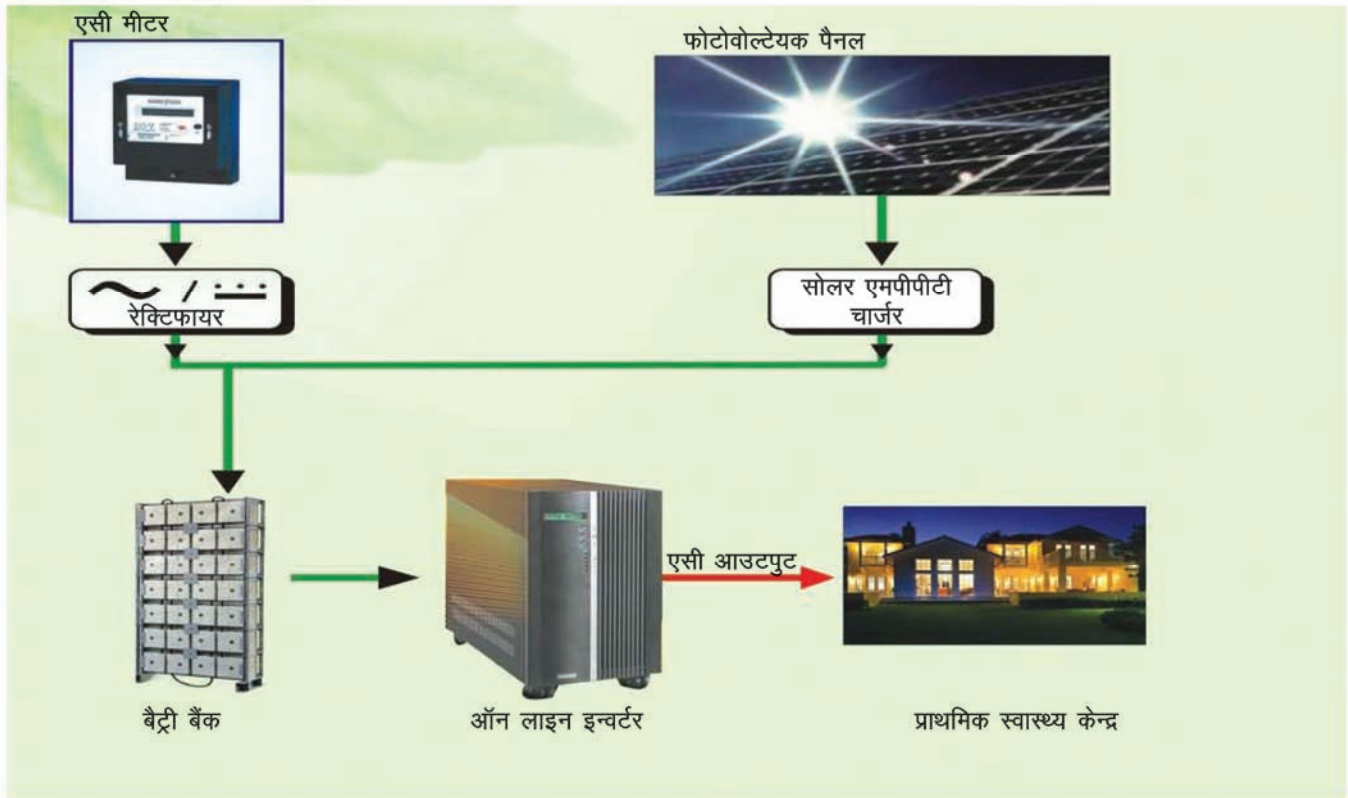 एसी मीटर
फोटोवोल्टेयक पैनल
रेक्टिफायर
सोलर एमपीपीटी
चार्जर
एसी आउटपुट
बैट्री बैंक
ऑन लाइन इन्वर्टर
प्राथमिक स्वास्थ्य केन्द्र